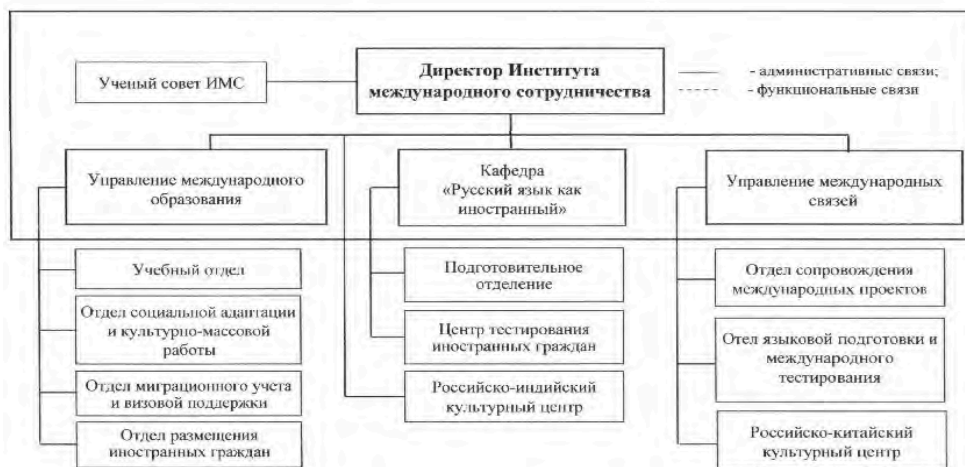 Ученый совет ИМС
Директор Института
международного сотрудничества
- административные связи;
- функциональные связи
Управление международного
образования
Кафедра
«Русский язык как
иностранный»
Управление международных
связей
Учебный отдел
Отдел социальной адаптации
и культурно-массовой
работы
Отдел миграционного учета
и визовой поддержки
Отдел размещения
иностранных граждан
Подготовительное
отделение
Центр тестирования
иностранных граждан
Российско-индийский
культурный центр
Отдел сопровождения
международных проектов
Отел языковой подготовки и
международного
тестирования
Российско-китайский
культурный центр